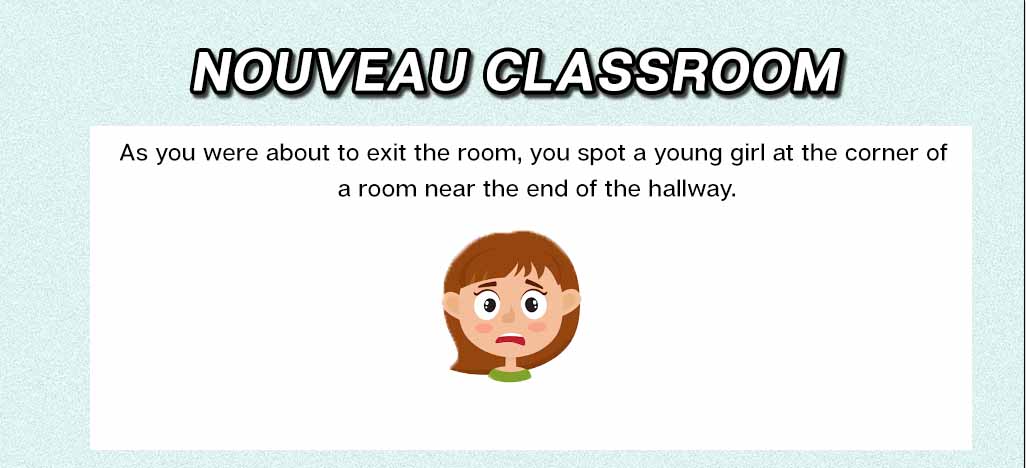 NOUVEAU CLASSROOM
As you were about to exit the room, you spot a young girl at the corner of
a room near the end of the hallway.